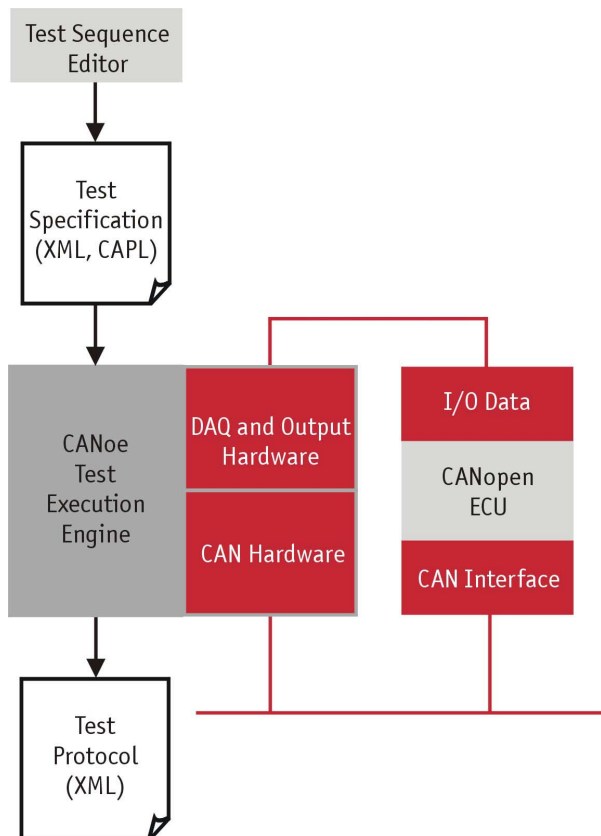 Test Sequence
Editor
Test
Specification
(XML, CAPL)
CANoe
Test
Execution
Engine
DAQ and Output
Hardware
CAN Hardware
I/O Data
CANopen
ECU
CAN Interface
Test
Protocol
(XML)